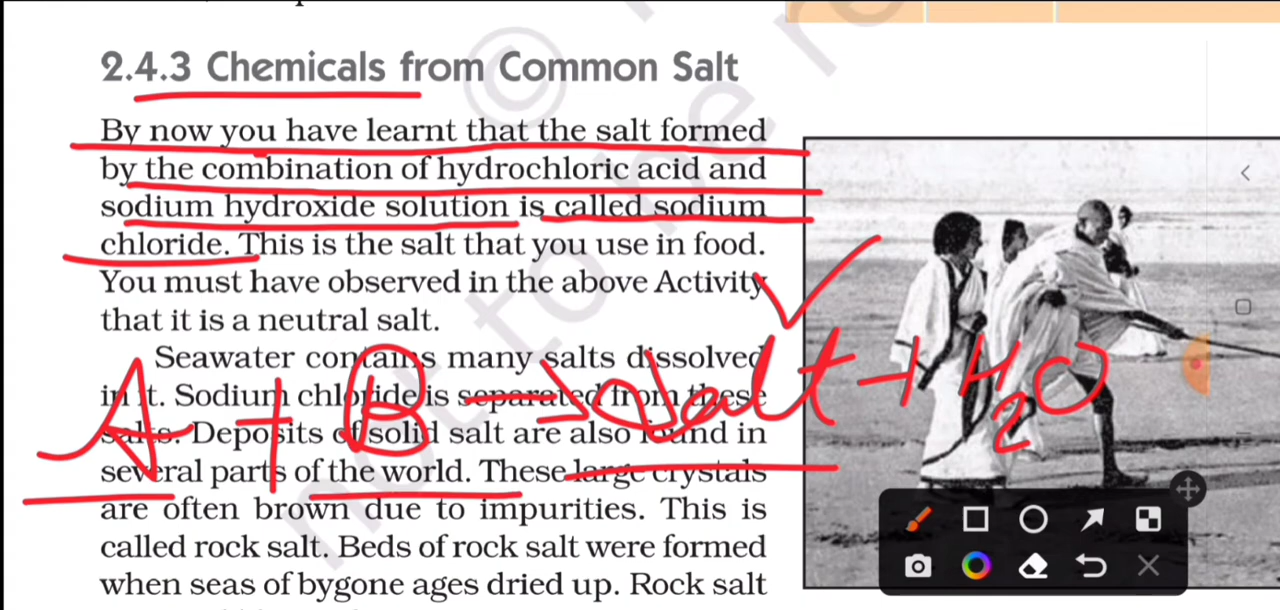 2.4.3 Chemicals from Common Salt
By now you have learnt that the salt formed
by the combination of hydrochloric acid and
sodium hydroxide solution is called sodium
chloride. This is the salt that you use in food.
You must have observed in the above Activity
that it is a neutral salt.
Seawater contains many salts dissolved
in it. Sodium chloride is separated from these
salts. Deposits of solid salt are also found in
several parts of the world. These large crystals
are often brown due to impurities. This is
called rock salt. Beds of rock salt were formed
when seas of bygone ages dried up. Rock salt
A + B → Salt + H2O
©
not to be r